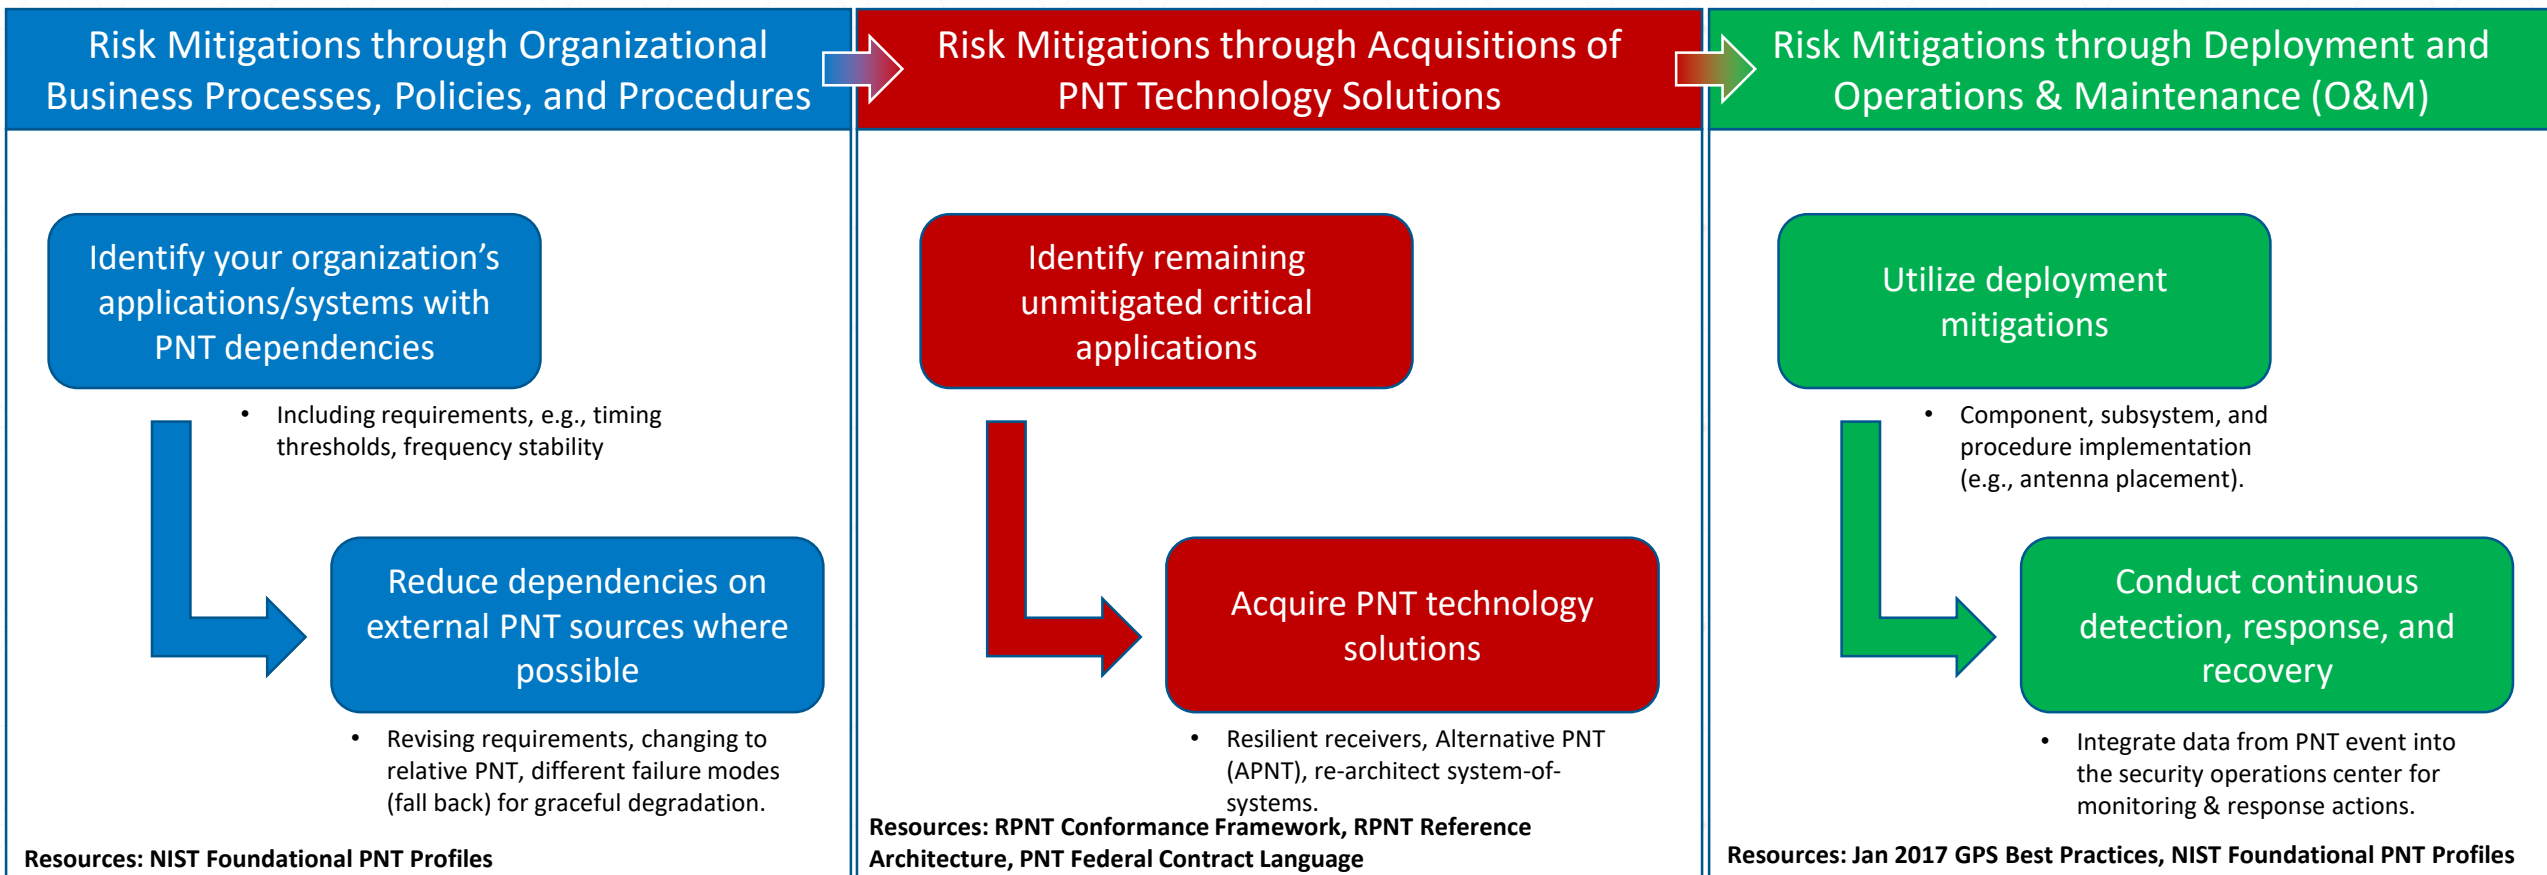 Risk Mitigations through Organizational
Business Processes, Policies, and Procedures
Identify your organization’s
applications/systems with
PNT dependencies
• Including requirements, e.g., timing
thresholds, frequency stability
Reduce dependencies on
external PNT sources where
possible
• Revising requirements, changing to
relative PNT, different failure modes
(fall back) for graceful degradation.
Resources: NIST Foundational PNT Profiles
Risk Mitigations through Acquisitions of
PNT Technology Solutions
Identify remaining
unmitigated critical
applications
Acquire PNT technology
solutions
• Resilient receivers, Alternative PNT
(APNT), re-architect system-of-
systems.
Resources: RPNT Conformance Framework, RPNT Reference
Architecture, PNT Federal Contract Language
Risk Mitigations through Deployment and
Operations & Maintenance (O&M)
Utilize deployment
mitigations
• Component, subsystem, and
procedure implementation
(e.g., antenna placement).
Conduct continuous
detection, response, and
recovery
• Integrate data from PNT event into
the security operations center for
monitoring & response actions.
Resources: Jan 2017 GPS Best Practices, NIST Foundational PNT Profiles